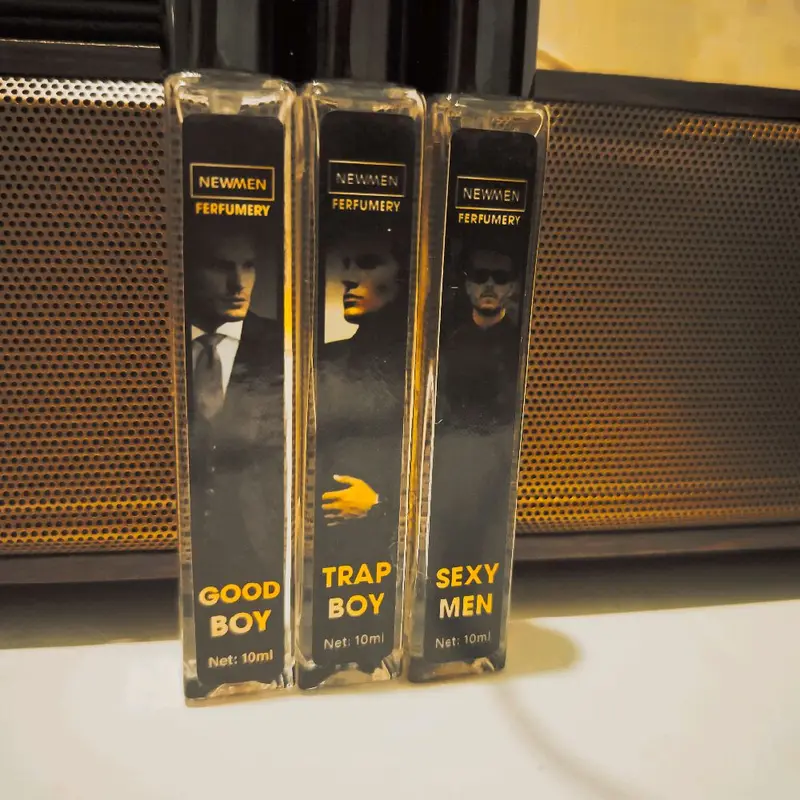 NEWMEN
FERFUMERY
GOOD
BOY
Net: 10ml
NEWMEN
FERFUMERY
TRAP
BOY
Net: 10ml
NEWMEN
FERFUMERY
SEXY
MEN
Net: 10ml